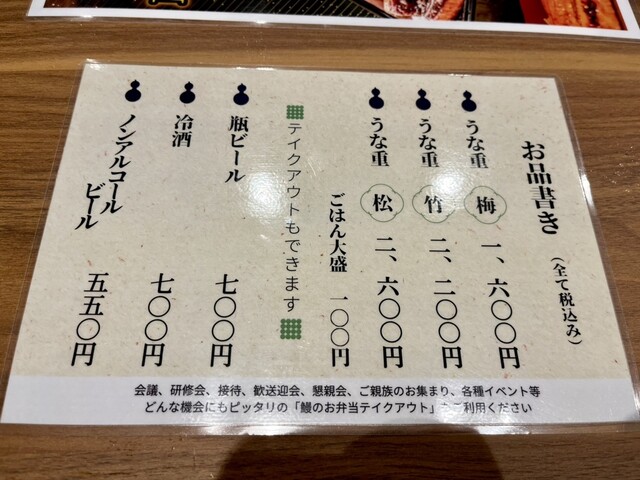 お品書き
（全て税込み）
うな重 梅 一、六〇〇円
うな重 竹 二、二〇〇円
うな重 松 二、六〇〇円
ごはん大盛 一〇〇円
テイクアウトもできます
瓶ビール 七〇〇円
冷酒 七〇〇円
ノンアルコール
ビール 五五〇円
会議、研修会、接待、歓送迎会、懇親会、ご親族のお集まり、各種イベント等
どんな機会にもピッタリの「鰻のお弁当テイクアウト」をご利用ください